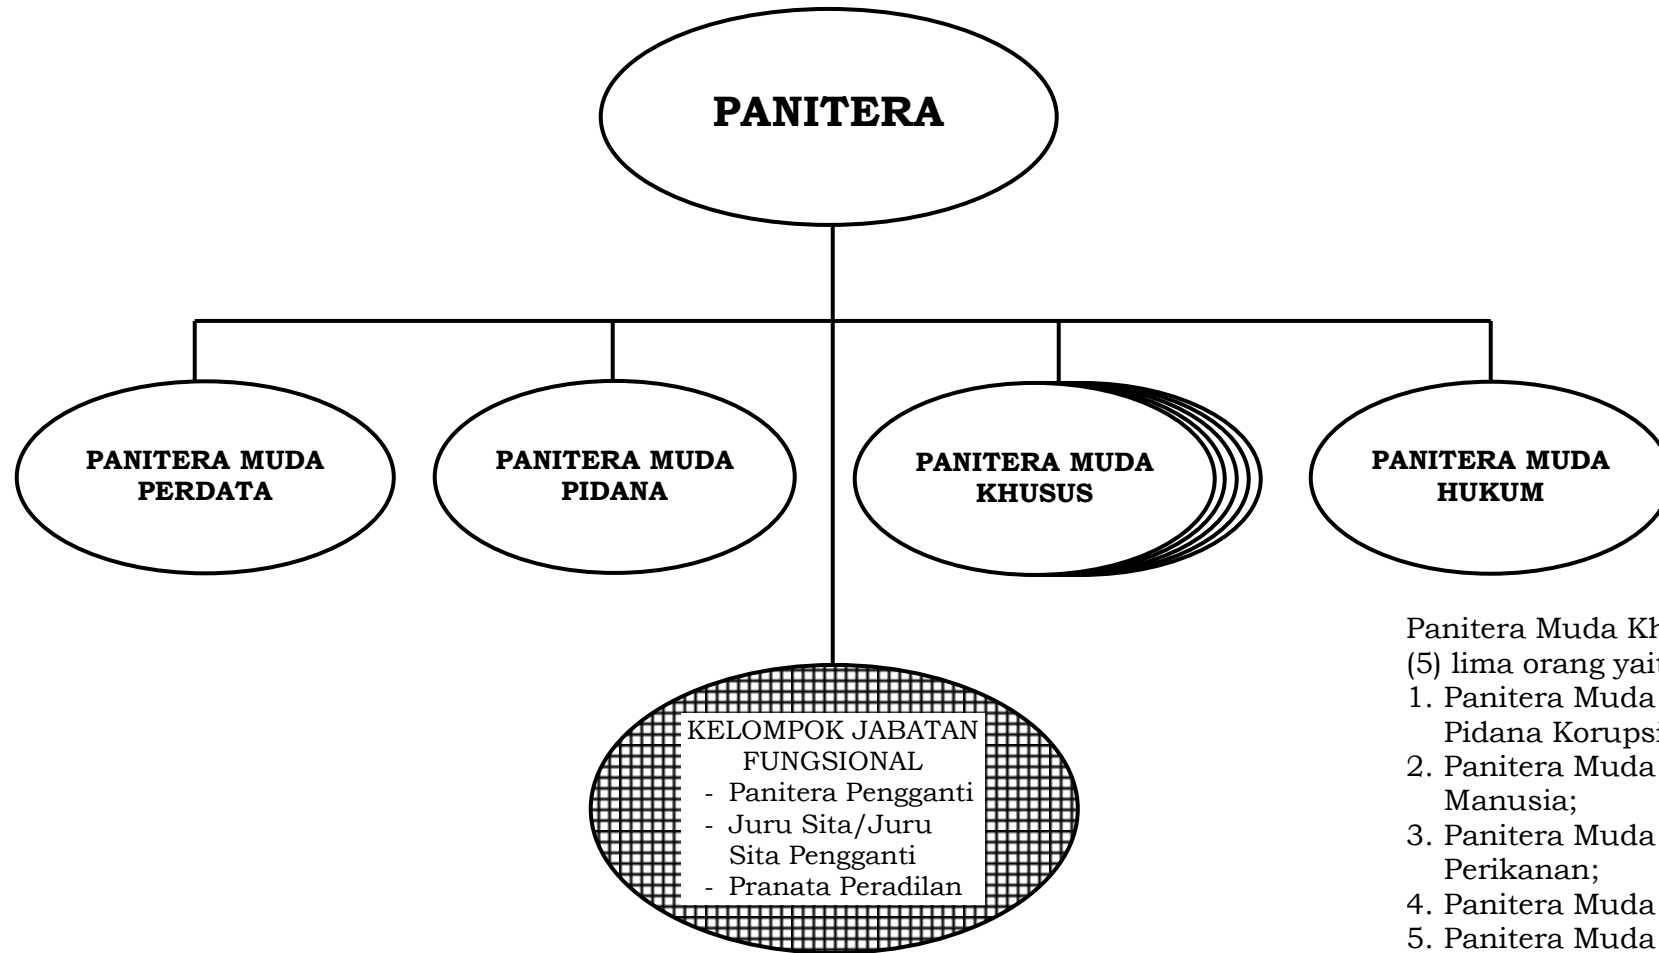 PANITERA
PANITERA MUDA
PERDATA
PANITERA MUDA
PIDANA
PANITERA MUDA
KHUSUS
PANITERA MUDA
HUKUM
KELOMPOK JABATAN
FUNGSIONAL
- Panitera Pengganti
- Juru Sita/Juru
Sita Pengganti
- Pranata Peradilan
Panitera Muda
(5) lima orang
1. Panitera Muda
Pidana Korupsi
2. Panitera Muda
Manusia;
3. Panitera Muda
Perikanan;
4. Panitera Muda
5. Panitera Muda